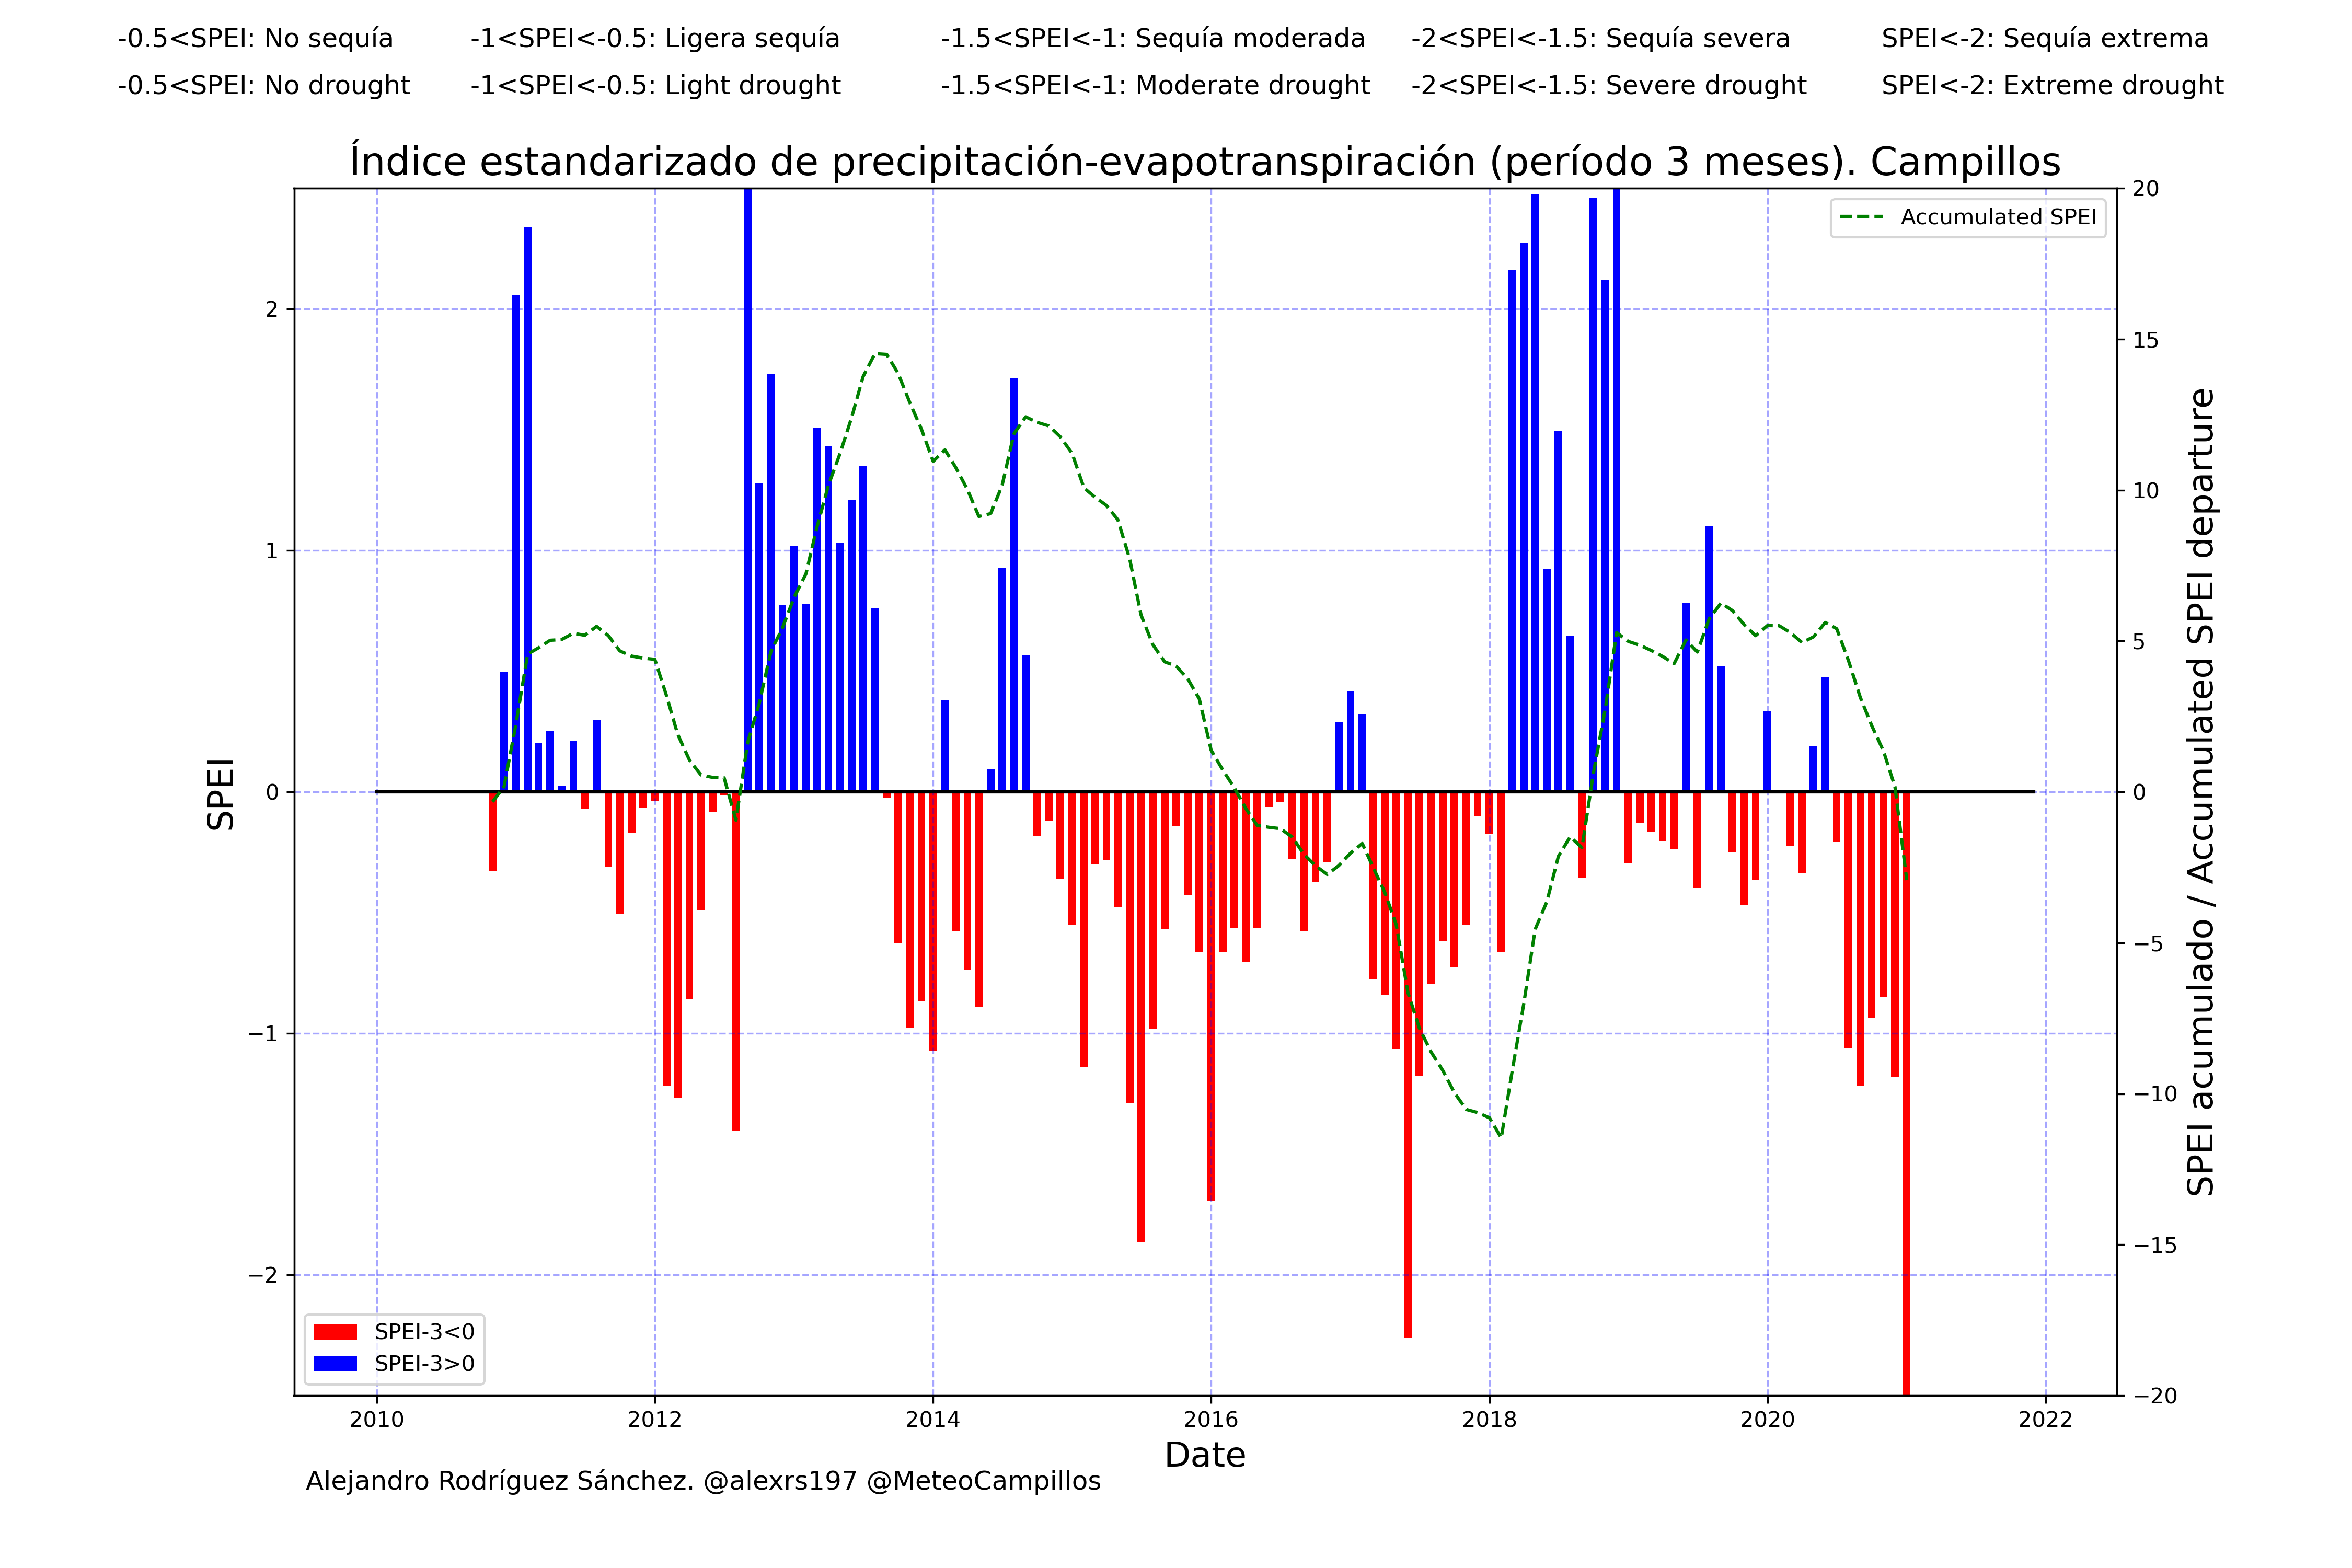 -0.5<SPEI: No sequía -1<SPEI<-0.5: Ligera sequía -1.5<SPEI<-1: Sequía moderada -2<SPEI<-1.5: Sequía severa SPEI<-2: Sequía extrema
-0.5<SPEI: No drought -1<SPEI<-0.5: Light drought -1.5<SPEI<-1: Moderate drought -2<SPEI<-1.5: Severe drought SPEI<-2: Extreme drought
Índice estandarizado de precipitación-evapotranspiración (período 3 meses). Campillos
Accumulated SPEI
SPEI
2
1
0
−1
−2
20
15
10
5
0
−5
−10
−15
−20
SPEI acumulado / Accumulated SPEI departure
SPEI-3<0
SPEI-3>0
2010 2012 2014 2016 2018 2020 2022
Date
Alejandro Rodríguez Sánchez. @alexrs197 @MeteoCampillos